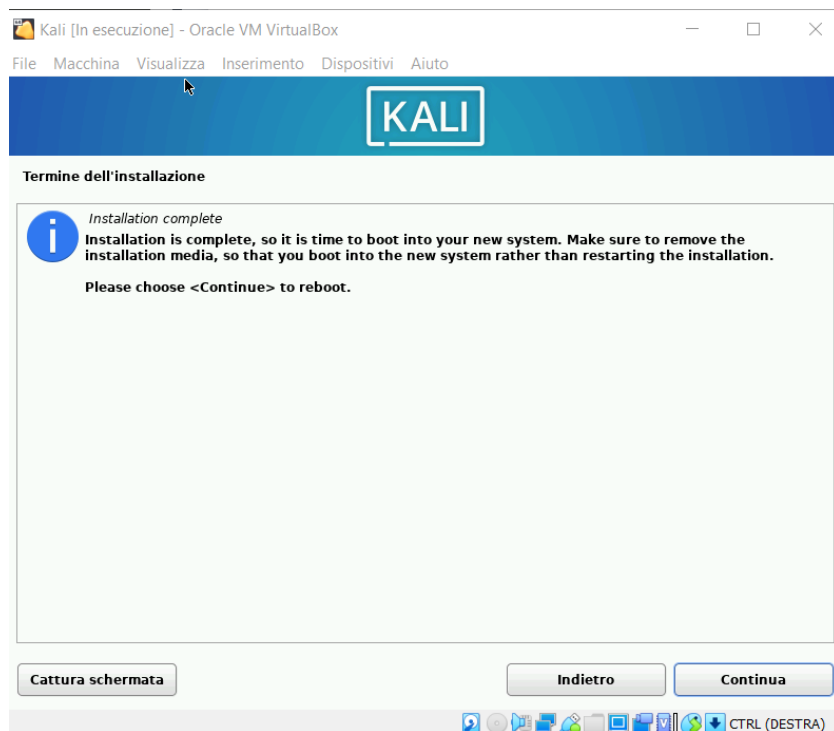 Kali [In esecuzione] - Oracle VM VirtualBox
File Macchina Visualizza Inserimento Dispositivi Aiuto
KALI
Termine dell'installazione
Installation complete
Installation is complete, so it is time to boot into your new system. Make sure to remove the
installation media, so that you boot into the new system rather than restarting the installation.
Please choose <Continue> to reboot.
Cattura schermata Indietro Continua
CTRL (DESTRA)